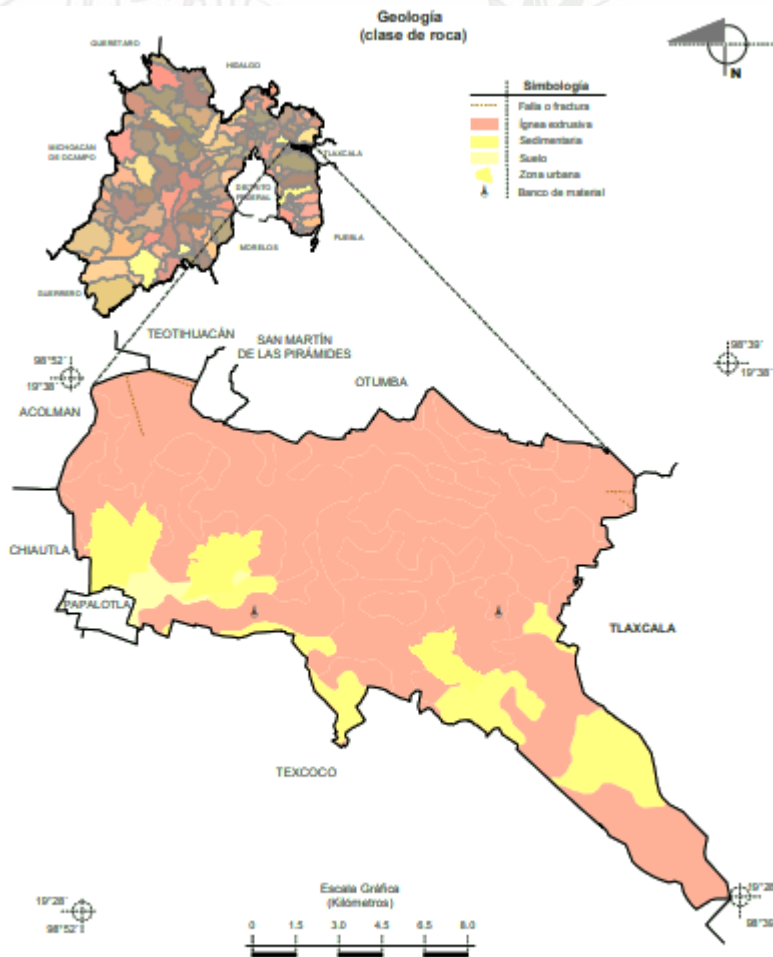 Geología
(clase de roca)
QUERÉTARO
HIDALGO
MICHOACÁN
DE OCAMPO
TLAXCALA
DISTRITO
FEDERAL
MORELOS
PUEBLA
GUERRERO
N
Simbología
Falla o fractura
Ígnea extrusiva
Sedimentaria
Suelo
Zona urbana
Banco de material
TEOTIHUACÁN
SAN MARTÍN
DE LAS PIRÁMIDES
OTUMBA
98°52´
19°38´
98°39´
19°38´
ACOLMAN
CHIAUTLA
PAPALOTLA
TLAXCALA
TEXCOCO
19°28´
98°52´
19°28´
98°39´
Escala Gráfica
(Kilómetros)
0 1.5 3.0 4.5 6.5 8.0